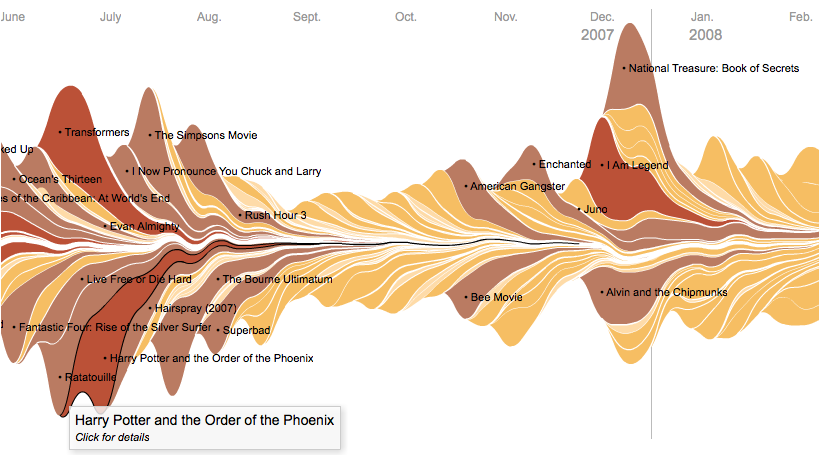 June July Aug. Sept. Oct. Nov. Dec. Jan. Feb.
2007 2008
• National Treasure: Book of Secrets
• Transformers
• The Simpsons Movie
ked Up
• Enchanted
• I Am Legend
• I Now Pronounce You Chuck and Larry
• Ocean's Thirteen
• American Gangster
es of the Caribbean: At World's End
• Juno
• Rush Hour 3
• Evan Almighty
• Live Free or Die Hard
• The Bourne Ultimatum
• Alvin and the Chipmunks
• Bee Movie
• Hairspray (2007)
• Fantastic Four: Rise of the Silver Surfer
• Superbad
• Harry Potter and the Order of the Phoenix
• Ratatouille
Harry Potter and the Order of the Phoenix
Click for details